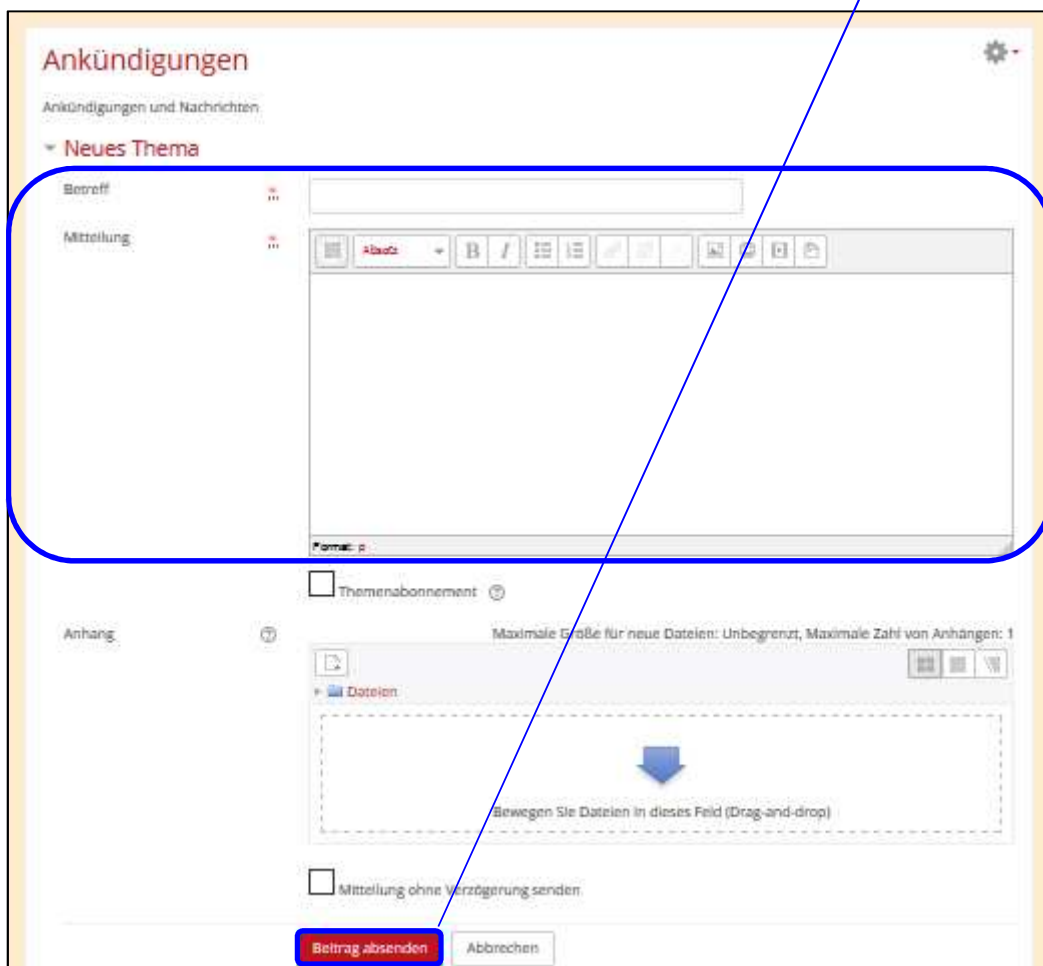 Ankündigungen
Ankündigungen und Nachrichten
Neues Thema
Betreff
Mitteilung
Absatz B I
Format: p
Themenabonnement
Anhang Maximale Größe für neue Dateien: Unbegrenzt, Maximale Zahl von Anhängen: 1
Dateien
Bewegen Sie Dateien in dieses Feld (Drag-and-drop)
Mitteilung ohne Verzögerung senden
Beitrag absenden Abbrechen